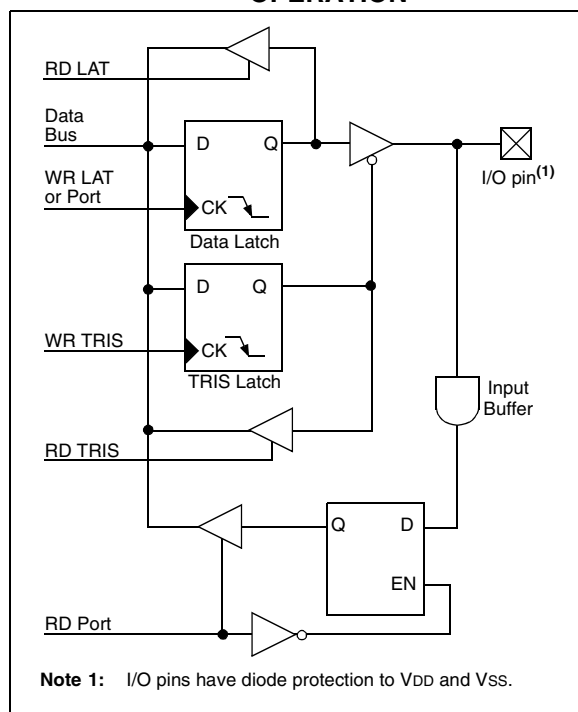 OPERATION
RD LAT
Data
Bus
D Q
WR LAT
or Port
CK
Data Latch
I/O pin(1)
D Q
WR TRIS
CK
TRIS Latch
Input
Buffer
RD TRIS
Q D
EN
RD Port
Note 1: I/O pins have diode protection to VDD and VSS.